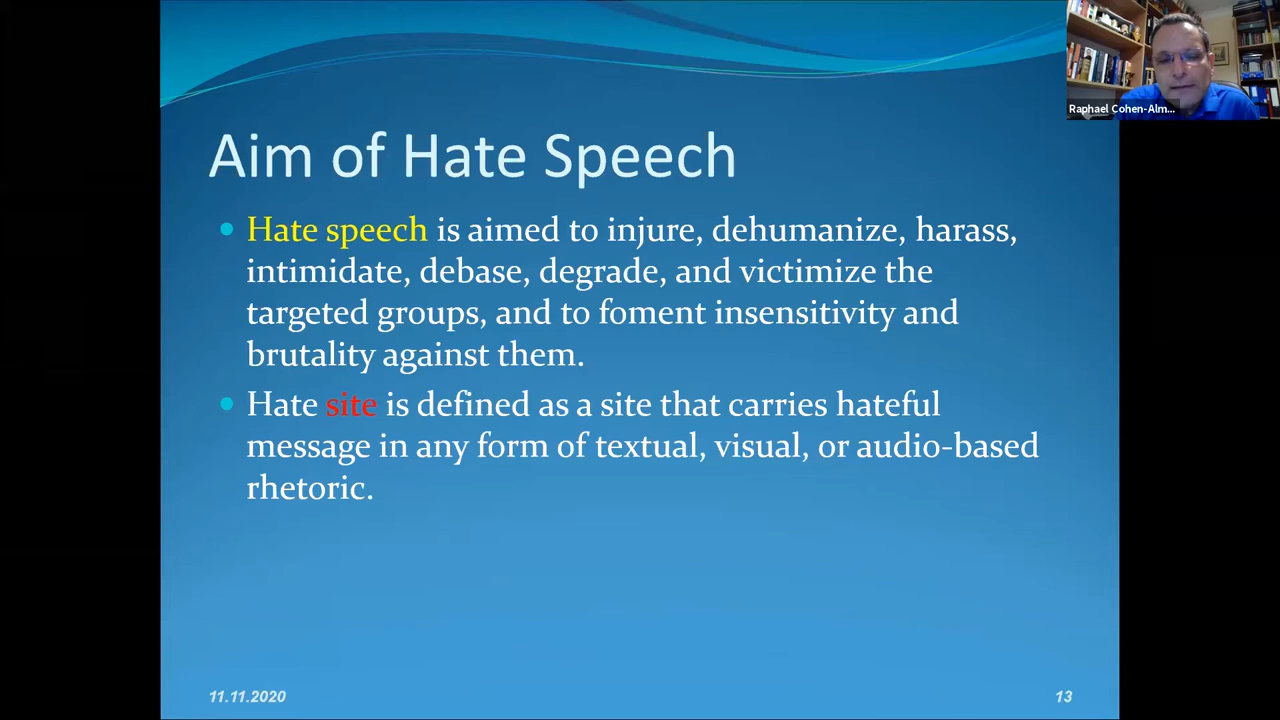 Raphael Cohen-Alm...
Aim of Hate Speech
• Hate speech is aimed to injure, dehumanize, harass,
intimidate, debase, degrade, and victimize the
targeted groups, and to foment insensitivity and
brutality against them.
• Hate site is defined as a site that carries hateful
message in any form of textual, visual, or audio-based
rhetoric.
11.11.2020
13